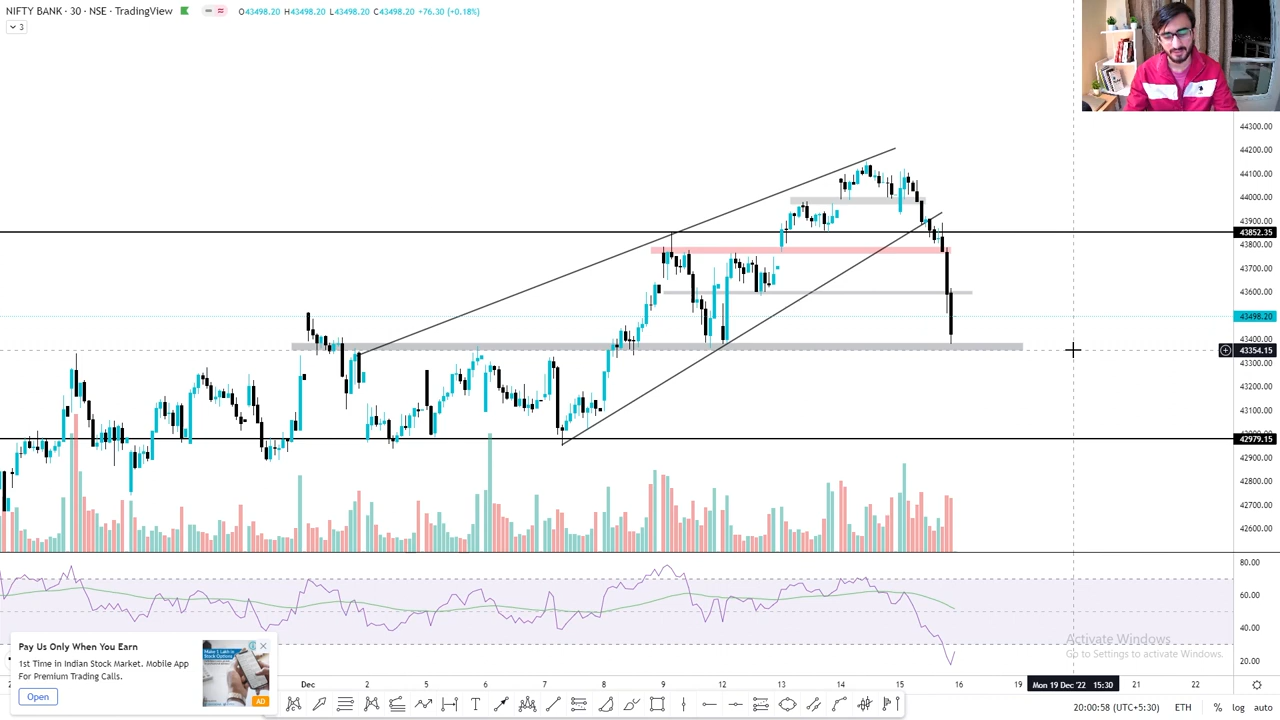 NIFTY BANK · 30 · NSE · TradingView O43498.20 H43498.20 L43498.20 C43498.20 +76.30 (+0.18%)
3
44300.00
44200.00
44100.00
44000.00
43900.00
43852.35
43800.00
43700.00
43600.00
43498.20
43400.00
43354.15
43300.00
43200.00
43100.00
43000.00
42979.15
42900.00
42800.00
42700.00
42600.00
80.00
60.00
40.00
20.00
Pay Us Only When You Earn
1st Time in Indian Stock Market. Mobile App
For Premium Trading Calls.
Open
AD
Activate Windows
Go to Settings to activate Windows.
Dec 2 5 6 7 8 9 12 13 14 15 16 19 Mon 19 Dec '22 15:30 21 22
20:00:58 (UTC+5:30) ETH % log auto